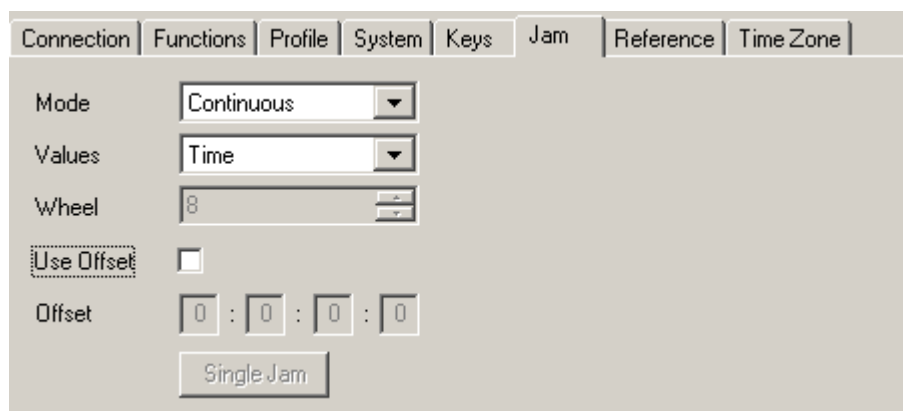 Connection Functions Profile System Keys Jam Reference Time Zone
Mode Continuous
Values Time
Wheel 8
Use Offset
Offset 0 : 0 : 0 : 0
Single Jam